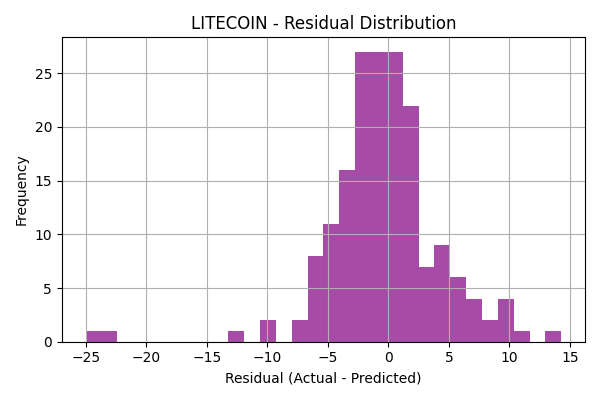 LITECOIN - Residual Distribution
Frequency
25
20
15
10
5
0
−25 −20 −15 −10 −5 0 5 10 15
Residual (Actual - Predicted)